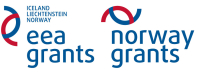 ICELAND
LIECHTENSTEIN
NORWAY
eea
grants
norway
grants